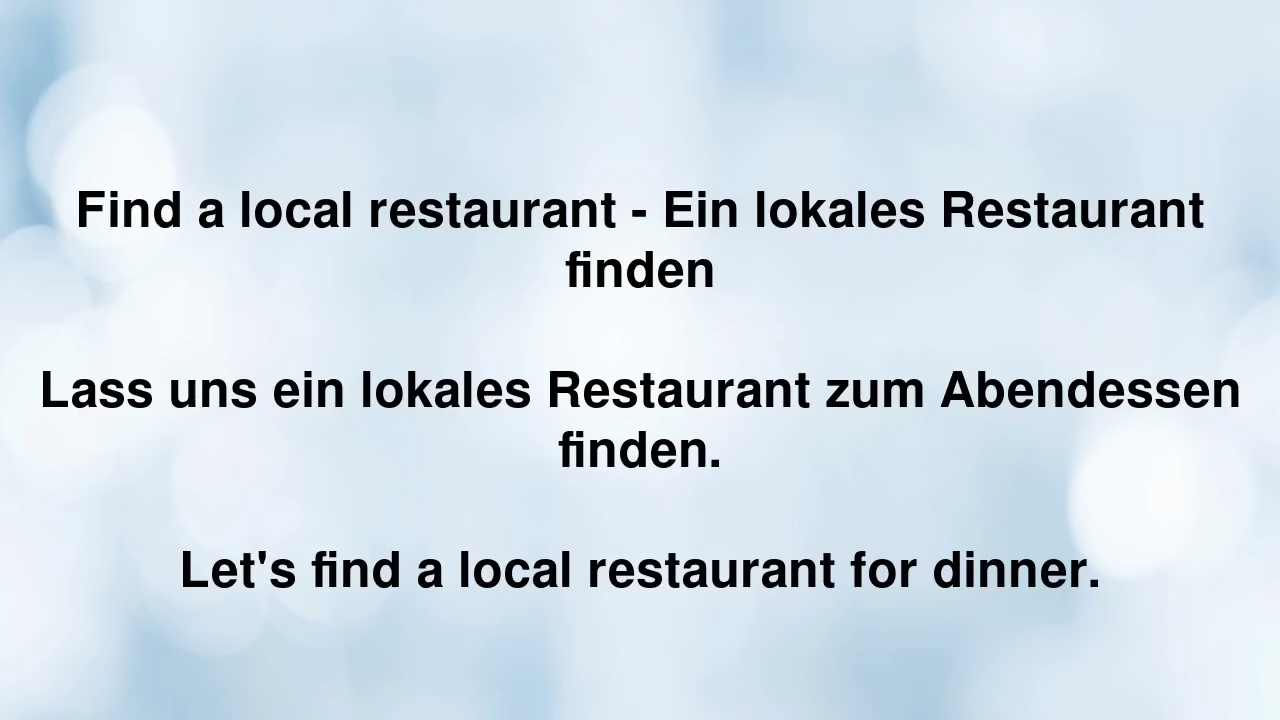 Find a local restaurant - Ein lokales Restaurant
finden
Lass uns ein lokales Restaurant zum Abendessen
finden.
Let's find a local restaurant for dinner.